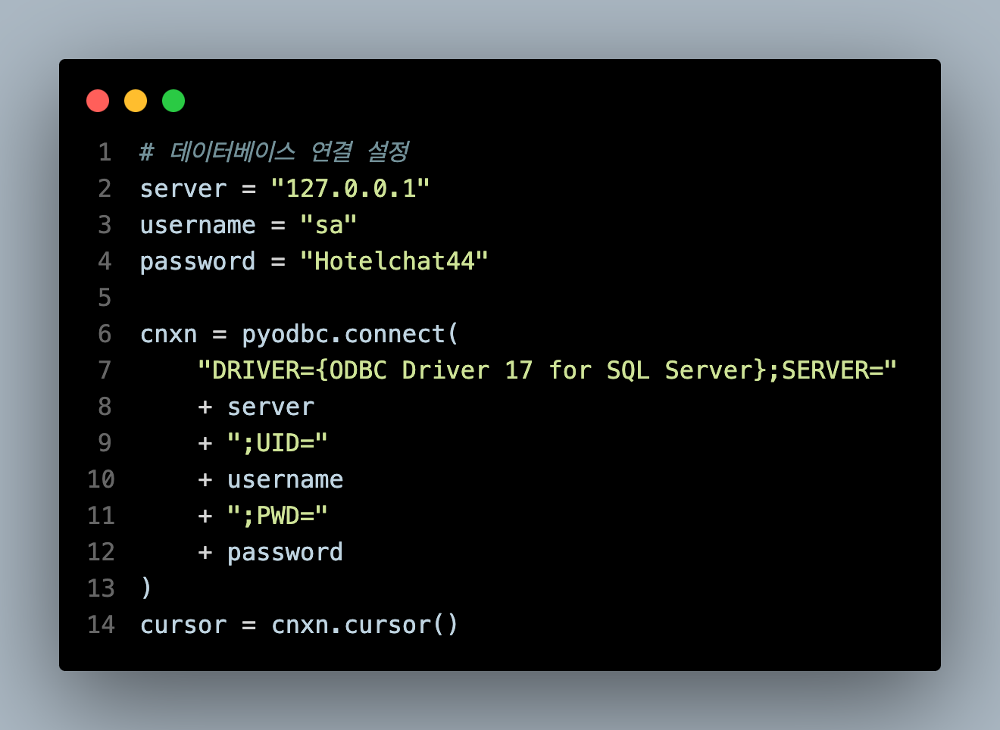 1 # 데이터베이스 연결 설정
2 server = "127.0.0.1"
3 username = "sa"
4 password = "Hotelchat44"
5
6 cnxn = pyodbc.connect(
7     "DRIVER={ODBC Driver 17 for SQL Server};SERVER="
8     + server
9     + ";UID="
10     + username
11     + ";PWD="
12     + password
13 )
14 cursor = cnxn.cursor()